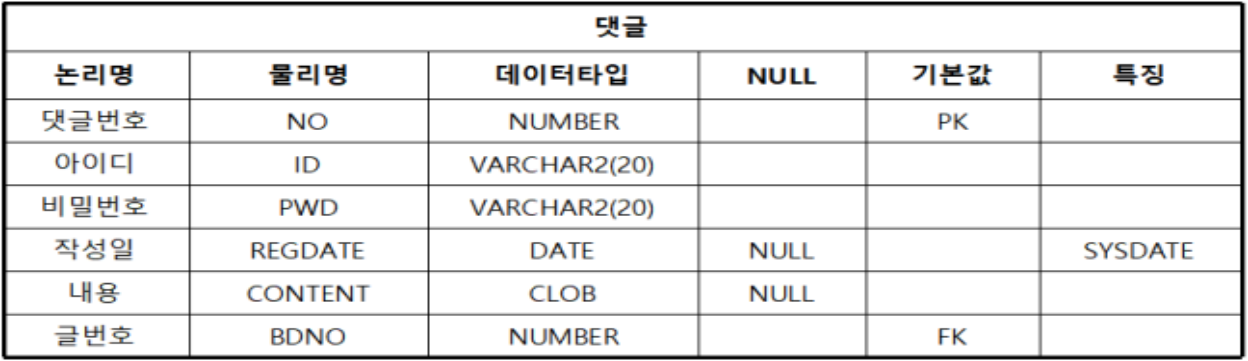 댓글
논리명 물리명 데이터타입 NULL 기본값 특징
댓글번호 NO NUMBER PK
아이디 ID VARCHAR2(20)
비밀번호 PWD VARCHAR2(20)
작성일 REGDATE DATE NULL SYSDATE
내용 CONTENT CLOB NULL
글번호 BDNO NUMBER FK